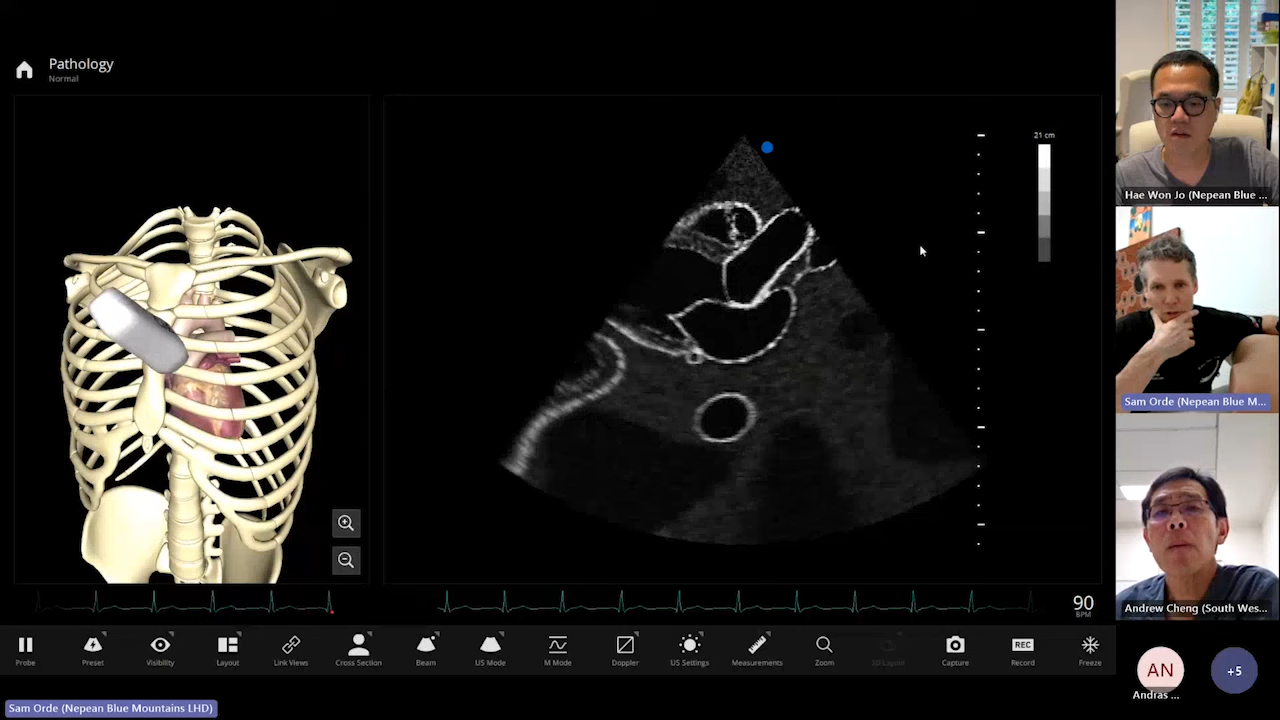 Pathology
Normal
21 cm
90
BPM
Probe
Preset
Visibility
Layout
Link Views
Cross Section
Beam
US Mode
M Mode
Doppler
US Settings
Measurements
Zoom
Capture
REC
Record
Freeze
Sam Orde (Nepean Blue Mountains LHD)
Hae Won Jo (Nepean Blue ...
Sam Orde (Nepean Blue M...
Andrew Cheng (South Wes...
AN
Andras ...
+5